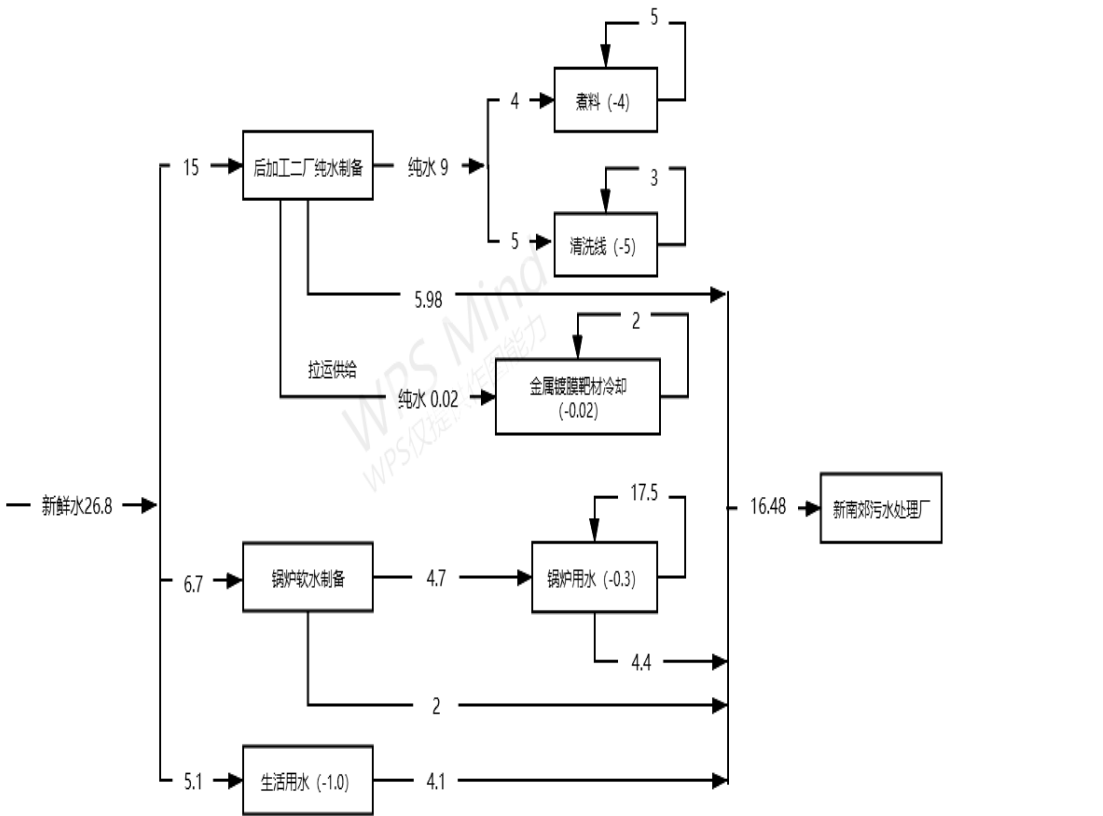 5
4
煮料（-4）
15
后加工二厂纯水制备
纯水 9
3
5
清洗线（-5）
5.98
2
拉运供给
纯水 0.02
金属镀膜靶材冷却
（-0.02）
新鲜水26.8
17.5
16.48
新南郊污水处理厂
6.7
锅炉软水制备
4.7
锅炉用水（-0.3）
4.4
2
5.1
生活用水（-1.0）
4.1
WPS Mind